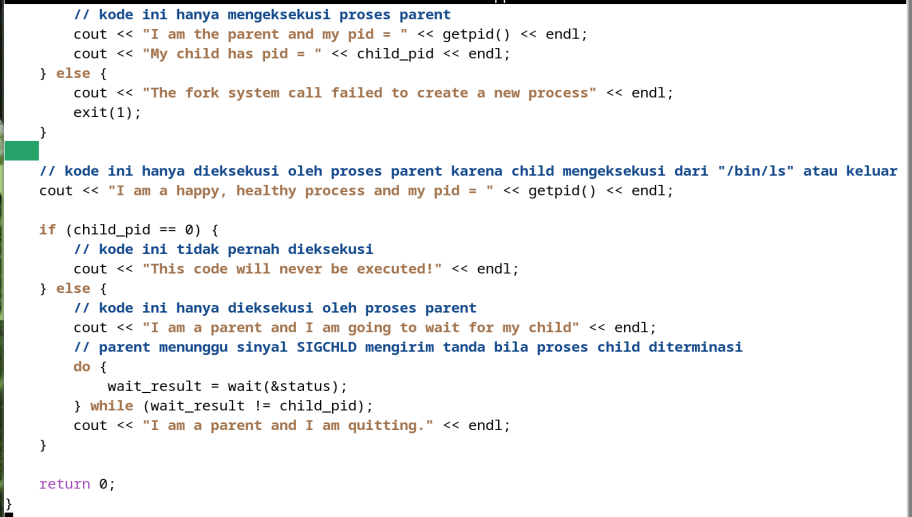 // kode ini hanya mengeksekusi proses parent
cout << "I am the parent and my pid = " << getpid() << endl;
cout << "My child has pid = " << child_pid << endl;
} else {
cout << "The fork system call failed to create a new process" << endl;
exit(1);
}
// kode ini hanya dieksekusi oleh proses parent karena child mengeksekusi dari "/bin/ls" atau keluar
cout << "I am a happy, healthy process and my pid = " << getpid() << endl;
if (child_pid == 0) {
// kode ini tidak pernah dieksekusi
cout << "This code will never be executed!" << endl;
} else {
// kode ini hanya dieksekusi oleh proses parent
cout << "I am a parent and I am going to wait for my child" << endl;
// parent menunggu sinyal SIGCHLD mengirim tanda bila proses child diterminasi
do {
wait_result = wait(&status);
} while (wait_result != child_pid);
cout << "I am a parent and I am quitting." << endl;
}
return 0;
}